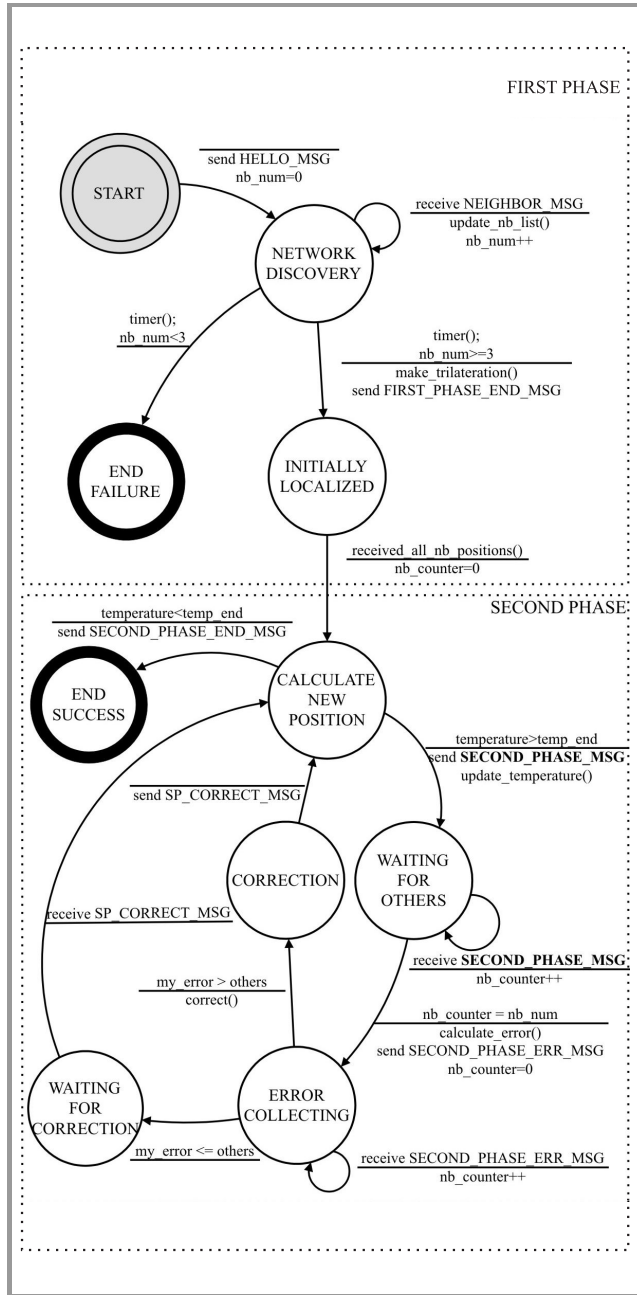 FIRST PHASE
send HELLO_MSG
nb_num=0
START
receive NEIGHBOR_MSG
update_nb_list()
nb_num++
NETWORK
DISCOVERY
timer();
nb_num<3
timer();
nb_num>=3
make_trilateration()
send FIRST_PHASE_END_MSG
END
FAILURE
INITIALLY
LOCALIZED
received_all_nb_positions()
nb_counter=0
SECOND PHASE
temperature<temp_end
send SECOND_PHASE_END_MSG
END
SUCCESS
CALCULATE
NEW
POSITION
temperature>temp_end
send SECOND_PHASE_MSG
update_temperature()
send SP_CORRECT_MSG
CORRECTION
WAITING
FOR
OTHERS
receive SP_CORRECT_MSG
receive SECOND_PHASE_MSG
nb_counter++
my_error > others
correct()
nb_counter = nb_num
calculate_error()
send SECOND_PHASE_ERR_MSG
nb_counter=0
WAITING
FOR
CORRECTION
ERROR
COLLECTING
my_error <= others
receive SECOND_PHASE_ERR_MSG
nb_counter++